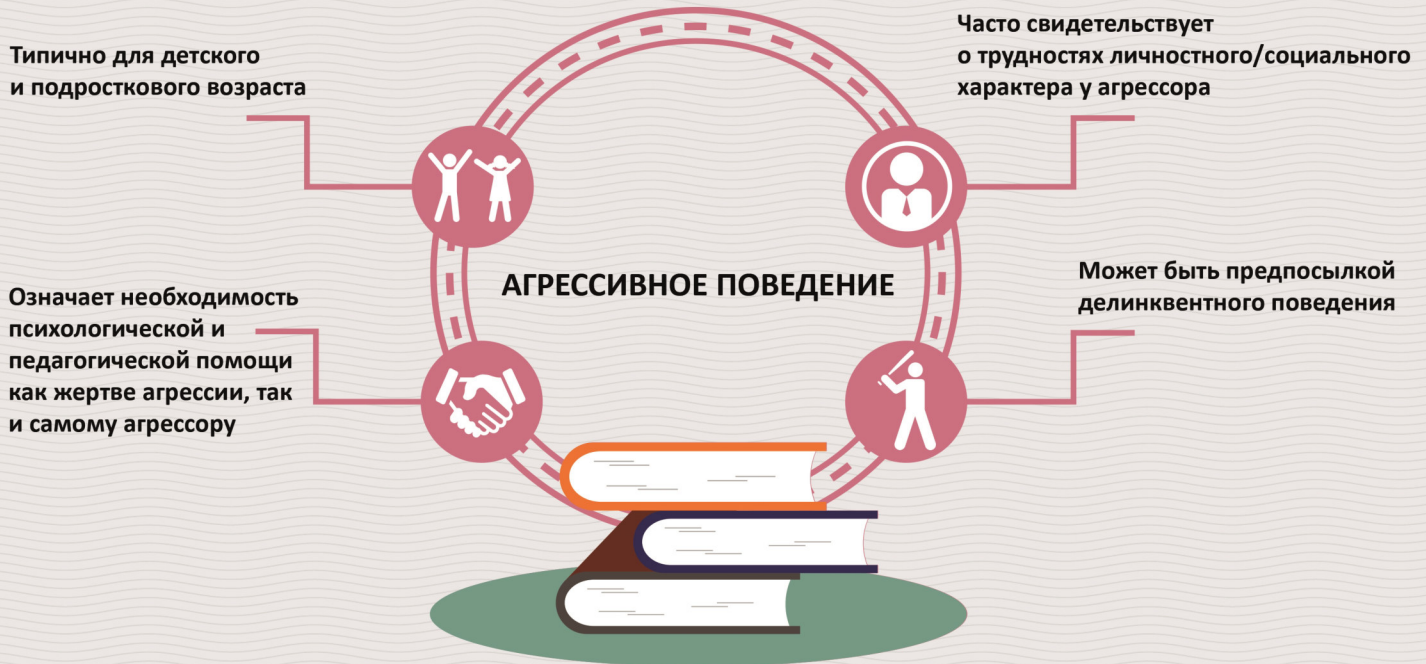 Типично для детского
и подросткового возраста
Часто свидетельствует
о трудностях личностного/социального
характера у агрессора
АГРЕССИВНОЕ ПОВЕДЕНИЕ
Означает необходимость
психологической и
педагогической помощи
как жертве агрессии, так
и самому агрессору
Может быть предпосылкой
делинквентного поведения